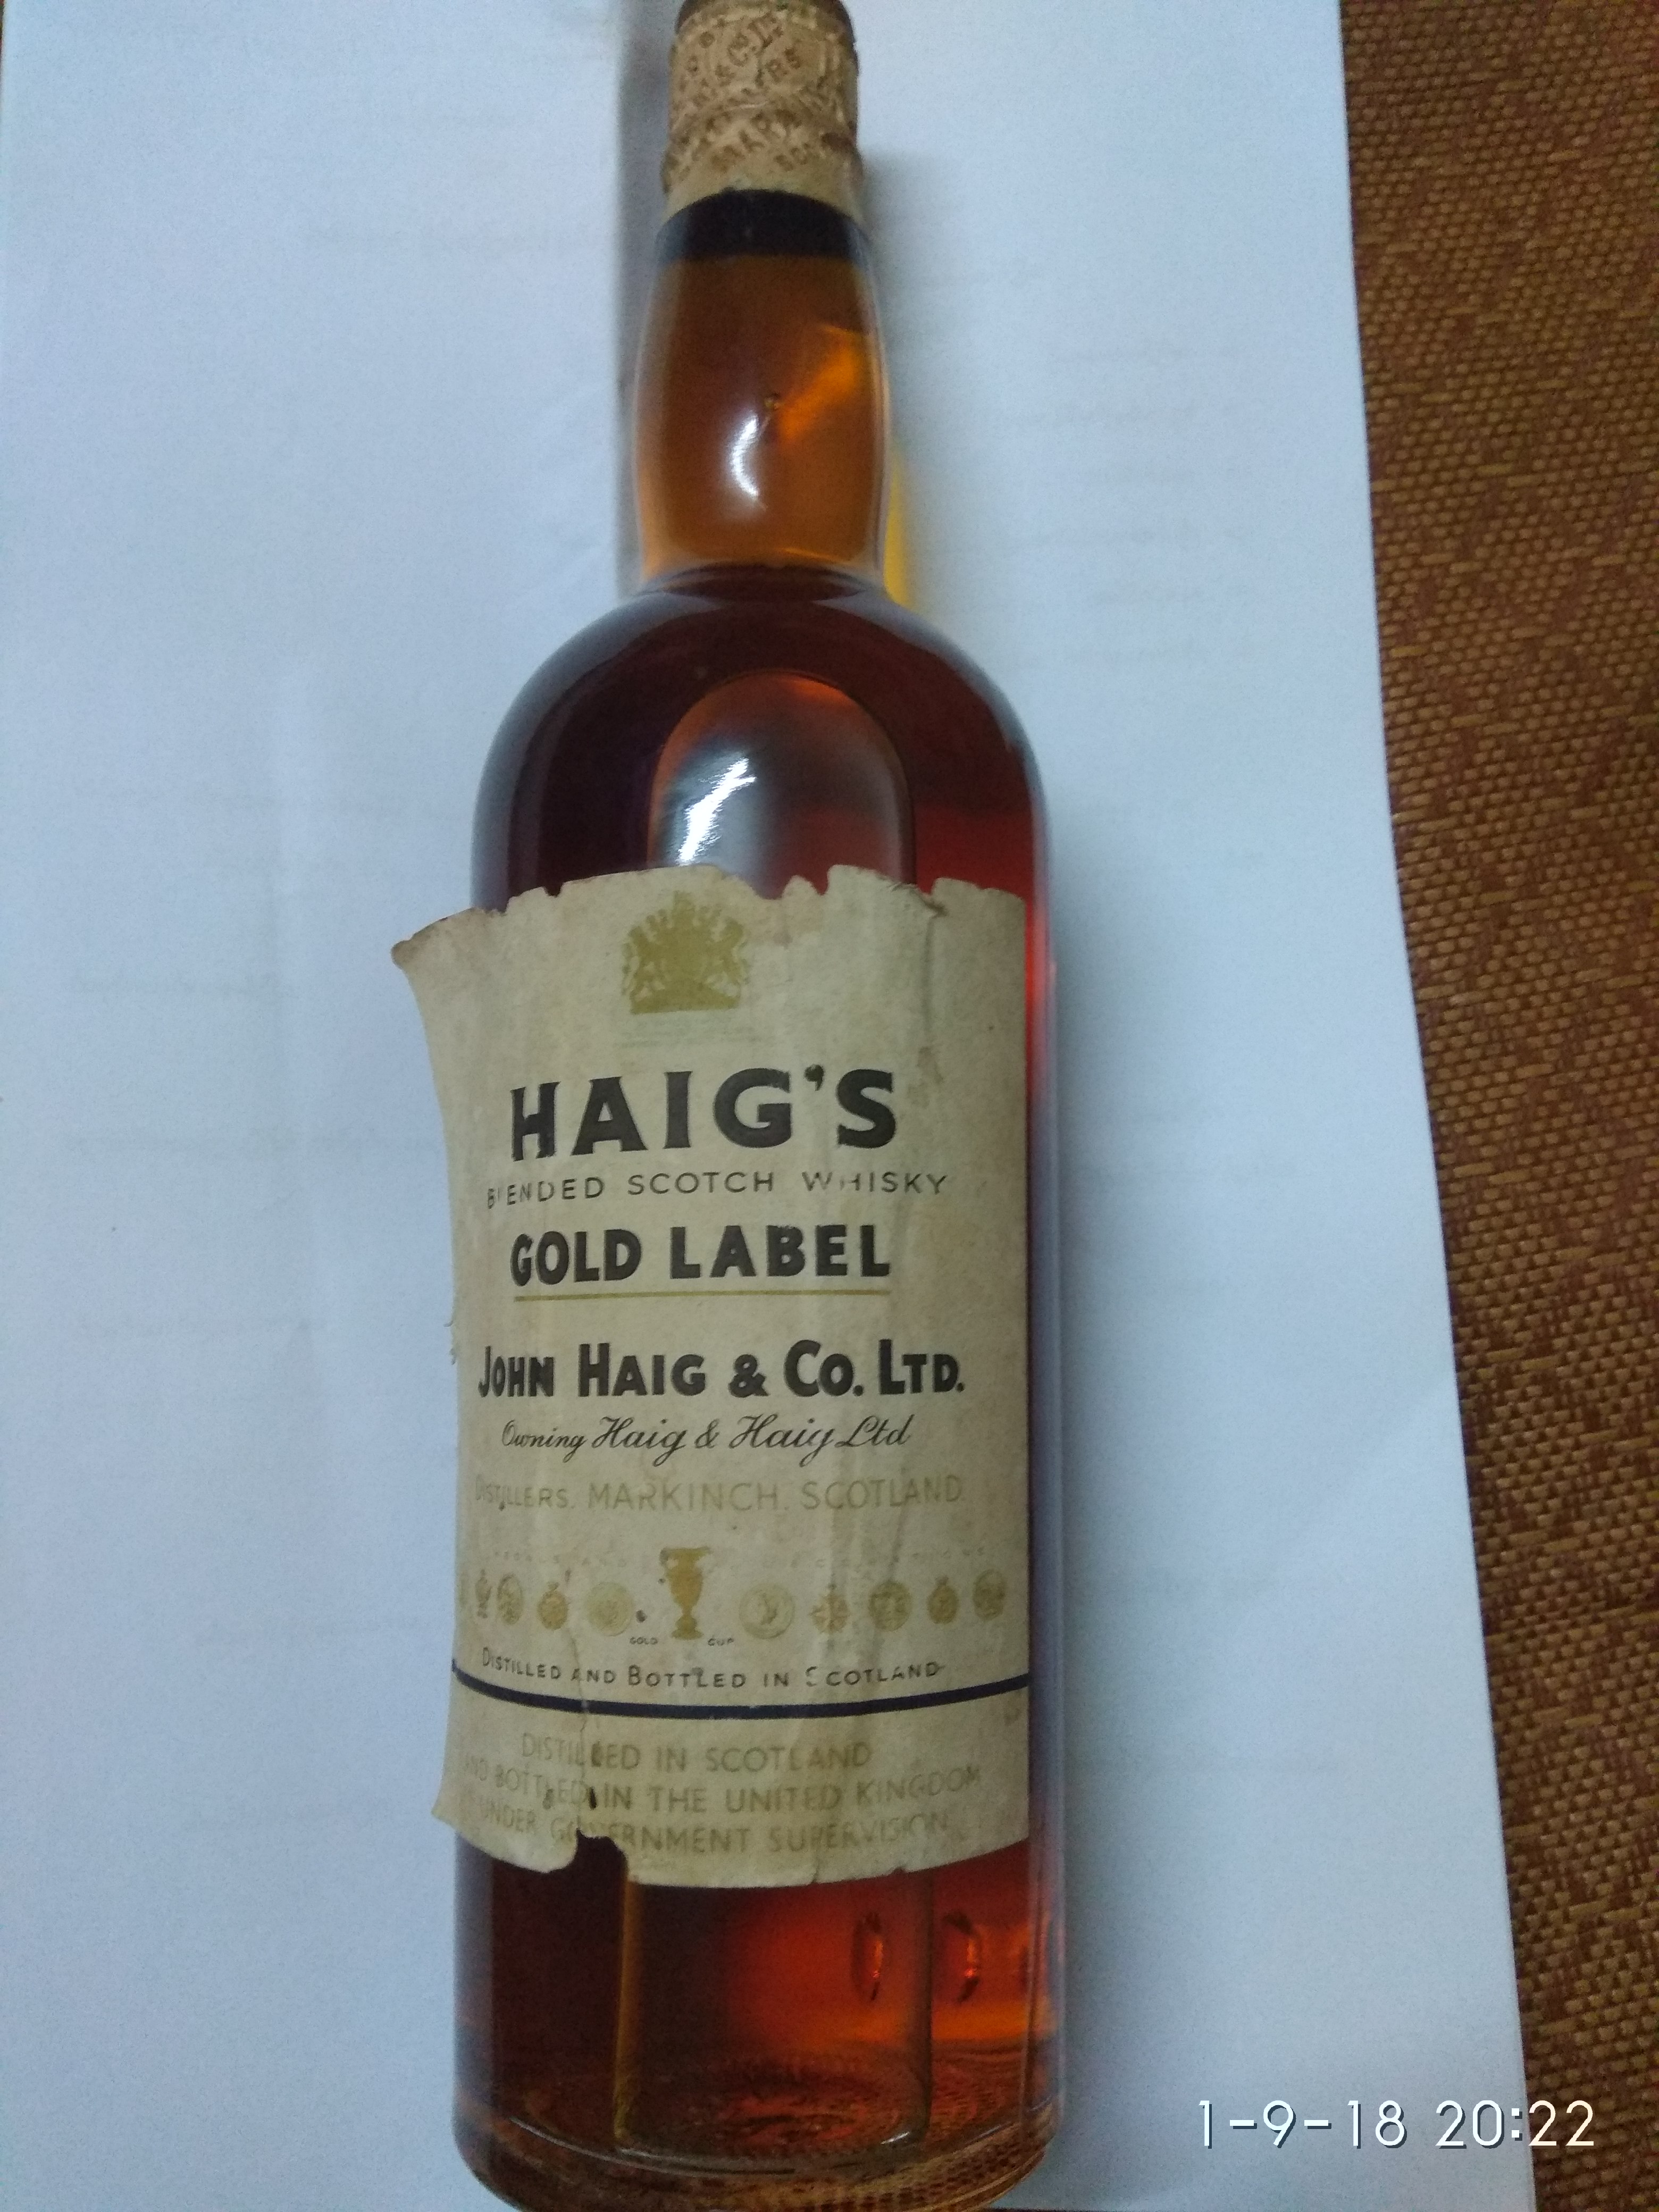 HAIG'S
BLENDED SCOTCH WHISKY
GOLD LABEL
JOHN HAIG & CO. LTD.
Owning Haig & Haig Ltd
DISTILLERS. MARKINCH. SCOTLAND.
GOLD CUP
DISTILLED AND BOTTLED IN SCOTLAND
DISTILLED IN SCOTLAND
AND BOTTLED IN THE UNITED KINGDOM
UNDER GOVERNMENT SUPERVISION
1-9-18 20:22